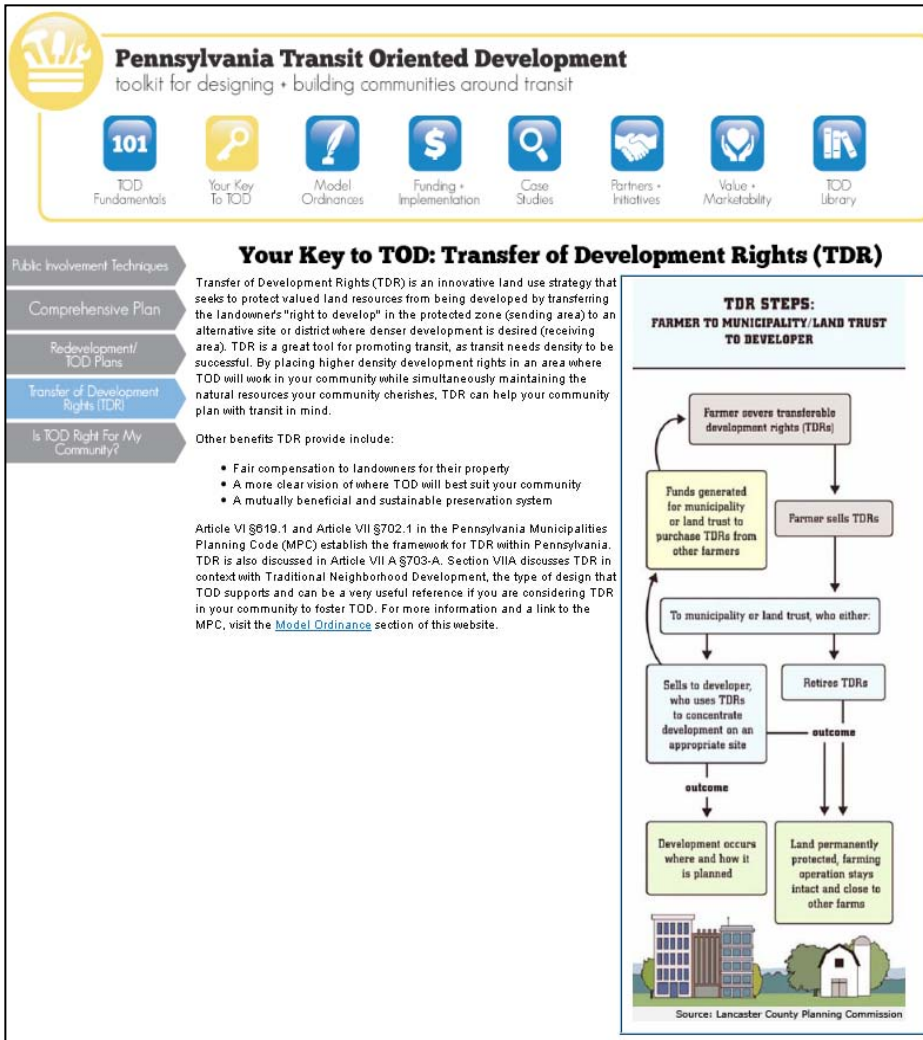 Pennsylvania Transit Oriented Development
toolkit for designing + building communities around transit
101
TOD
Fundamentals
Your Key
To TOD
Model
Ordinances
$
Funding +
Implementation
Case
Studies
Partners +
Initiatives
Value +
Marketability
TOD
Library
Public Involvement Techniques
Comprehensive Plan
Redevelopment/
TOD Plans
Transfer of Development
Rights (TDR)
Is TOD Right For My
Community?
Your Key to TOD: Transfer of Development Rights (TDR)
Transfer of Development Rights (TDR) is an innovative land use strategy that
seeks to protect valued land resources from being developed by transferring
the landowner's "right to develop" in the protected zone (sending area) to an
alternative site or district where denser development is desired (receiving
area). TDR is a great tool for promoting transit, as transit needs density to be
successful. By placing higher density development rights in an area where
TOD will work in your community while simultaneously maintaining the
natural resources your community cherishes, TDR can help your community
plan with transit in mind.
Other benefits TDR provide include:
• Fair compensation to landowners for their property
• A more clear vision of where TOD will best suit your community
• A mutually beneficial and sustainable preservation system
Article VI §619.1 and Article VII §702.1 in the Pennsylvania Municipalities
Planning Code (MPC) establish the framework for TDR within Pennsylvania.
TDR is also discussed in Article VII A §703-A. Section VIIA discusses TDR in
context with Traditional Neighborhood Development, the type of design that
TOD supports and can be a very useful reference if you are considering TDR
in your community to foster TOD. For more information and a link to the
MPC, visit the Model Ordinance section of this website.
TDR STEPS:
FARMER TO MUNICIPALITY/LAND TRUST
TO DEVELOPER
Farmer severs transferable
development rights (TDRs)
Funds generated
for municipality
or land trust to
purchase TDRs from
other farmers
Farmer sells TDRs
To municipality or land trust, who either:
Sells to developer,
who uses TDRs
to concentrate
development on an
appropriate site
Retires TDRs
outcome
outcome
Development occurs
where and how it
is planned
Land permanently
protected, farming
operation stays
intact and close to
other farms
Source: Lancaster County Planning Commission